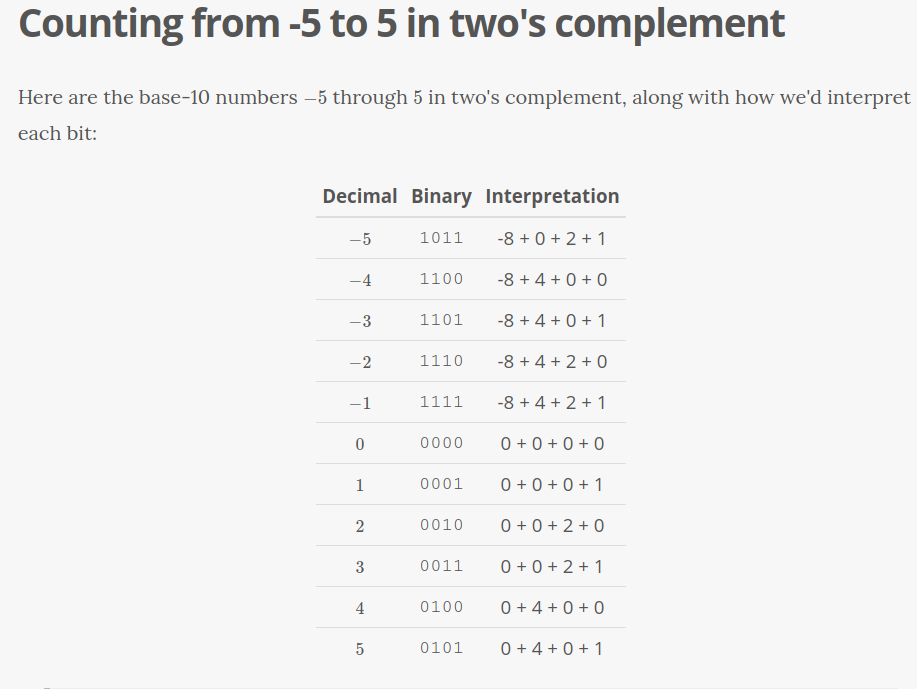 Counting from -5 to 5 in two's complement
Here are the base-10 numbers −5 through 5 in two's complement, along with how we'd interpret
each bit:
Decimal Binary Interpretation
−5 1011 -8 + 0 + 2 + 1
−4 1100 -8 + 4 + 0 + 0
−3 1101 -8 + 4 + 0 + 1
−2 1110 -8 + 4 + 2 + 0
−1 1111 -8 + 4 + 2 + 1
0 0000 0 + 0 + 0 + 0
1 0001 0 + 0 + 0 + 1
2 0010 0 + 0 + 2 + 0
3 0011 0 + 0 + 2 + 1
4 0100 0 + 4 + 0 + 0
5 0101 0 + 4 + 0 + 1